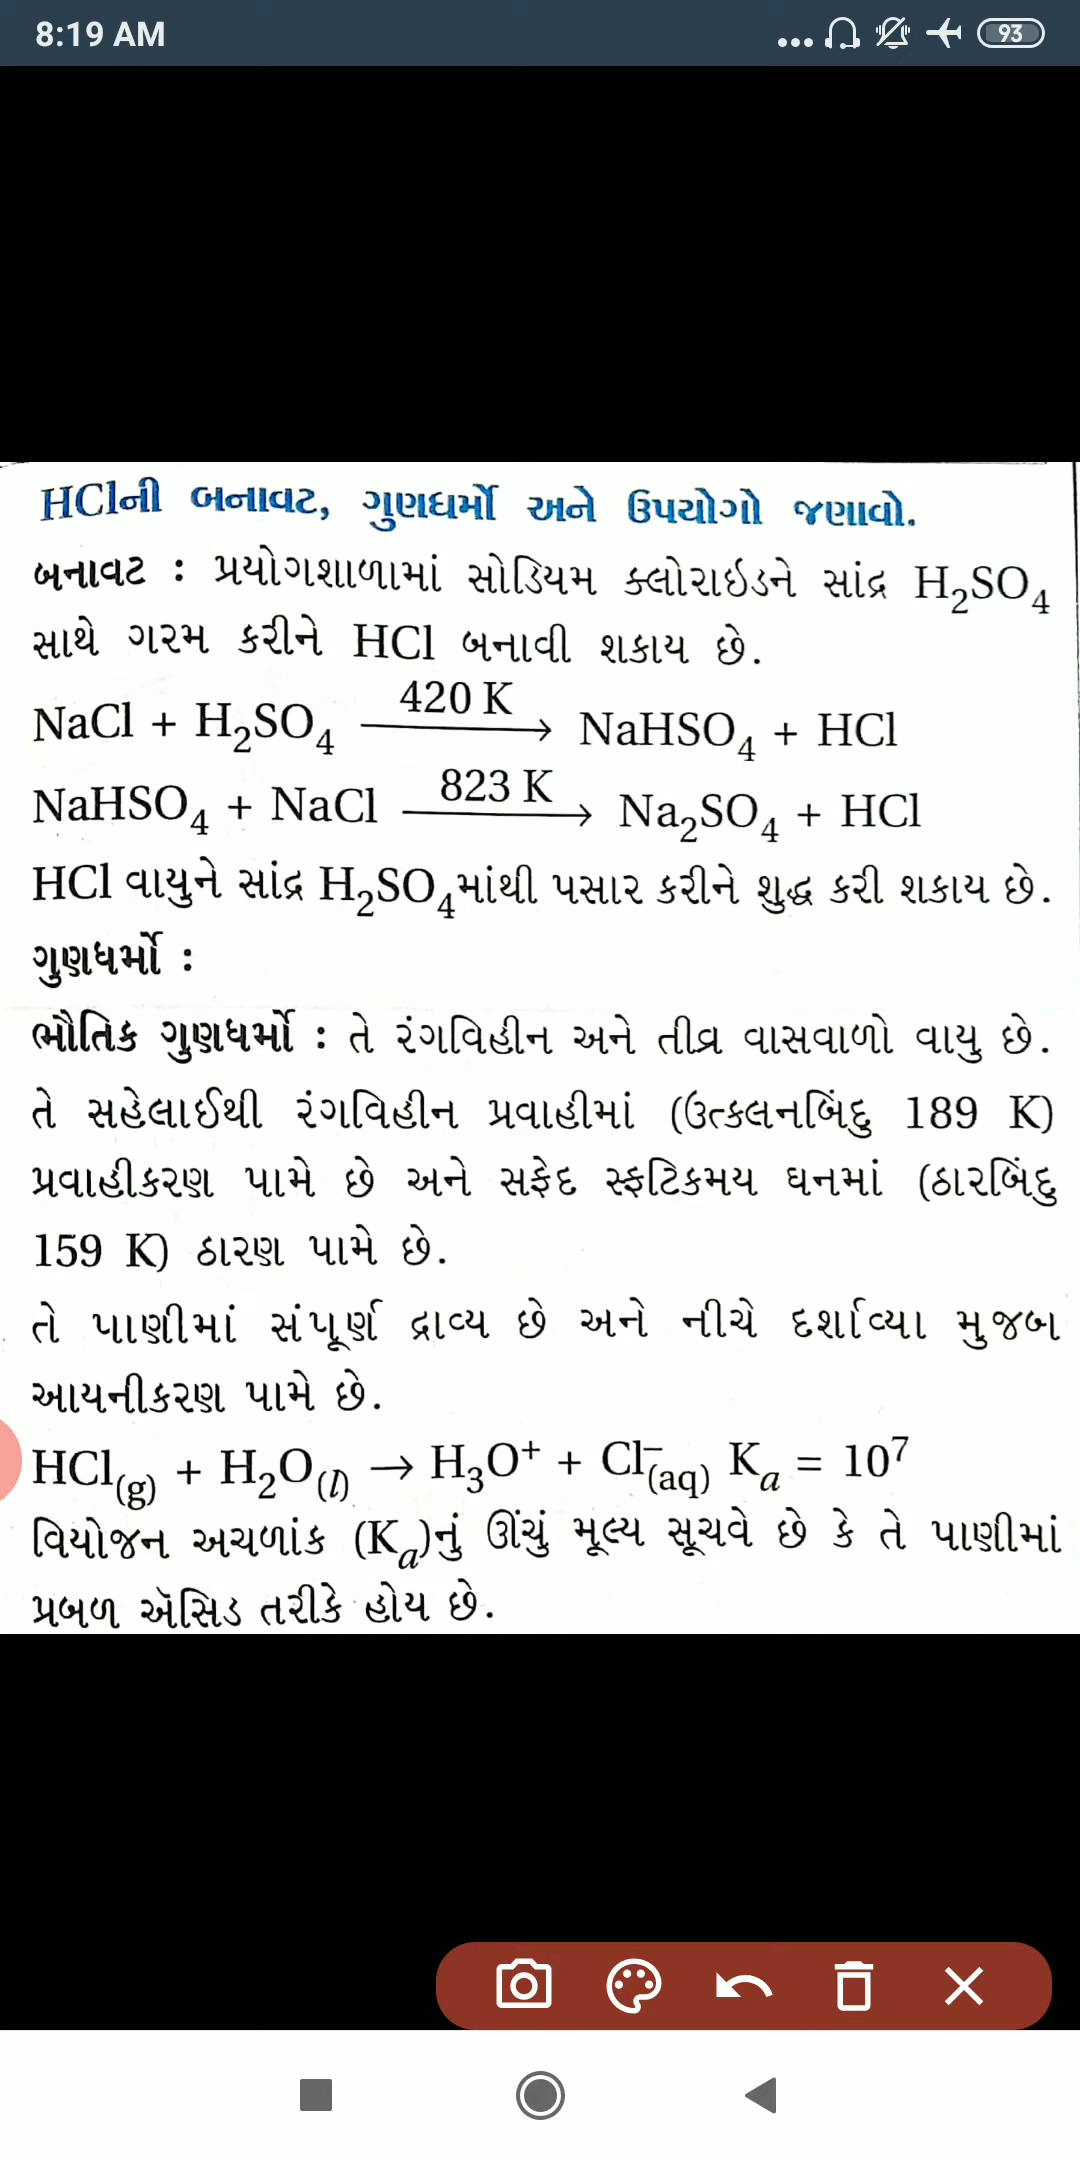 8:19 AM
93
HClની બનાવટ, ગુણધર્મો અને ઉપયોગો જણાવો.
બનાવટ : પ્રયોગશાળામાં સોડિયમ ક્લોરાઇડને સાંદ્ર H₂SO₄
સાથે ગરમ કરીને HCl બનાવી શકાય છે.
NaCl + H₂SO₄ 420 K → NaHSO₄ + HCl
NaHSO₄ + NaCl 823 K → Na₂SO₄ + HCl
HCl વાયુને સાંદ્ર H₂SO₄માંથી પસાર કરીને શુદ્ધ કરી શકાય છે.
ગુણધર્મો :
ભૌતિક ગુણધર્મો : તે રંગવિહીન અને તીવ્ર વાસવાળો વાયુ છે.
તે સહેલાઈથી રંગવિહીન પ્રવાહીમાં (ઉત્કલનબિંદુ 189 K)
પ્રવાહીકરણ પામે છે અને સફેદ સ્ફટિકમય ઘનમાં (ઠારબિંદુ
159 K) ઠારણ પામે છે.
તે પાણીમાં સંપૂર્ણ દ્રાવ્ય છે અને નીચે દર્શાવ્યા મુજબ
આયનીકરણ પામે છે.
HCl(g) + H₂O(l) → H₃O⁺ + Cl⁻(aq) Kₐ = 10⁷
વિયોજન અચળાંક (Kₐ)નું ઊંચું મૂલ્ય સૂચવે છે કે તે પાણીમાં
પ્રબળ ઍસિડ તરીકે હોય છે.